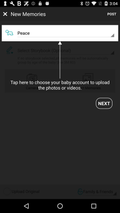 3:04
New Memories
POST
Peace
Tap here to choose your baby account to upload
the photos or videos.
NEXT